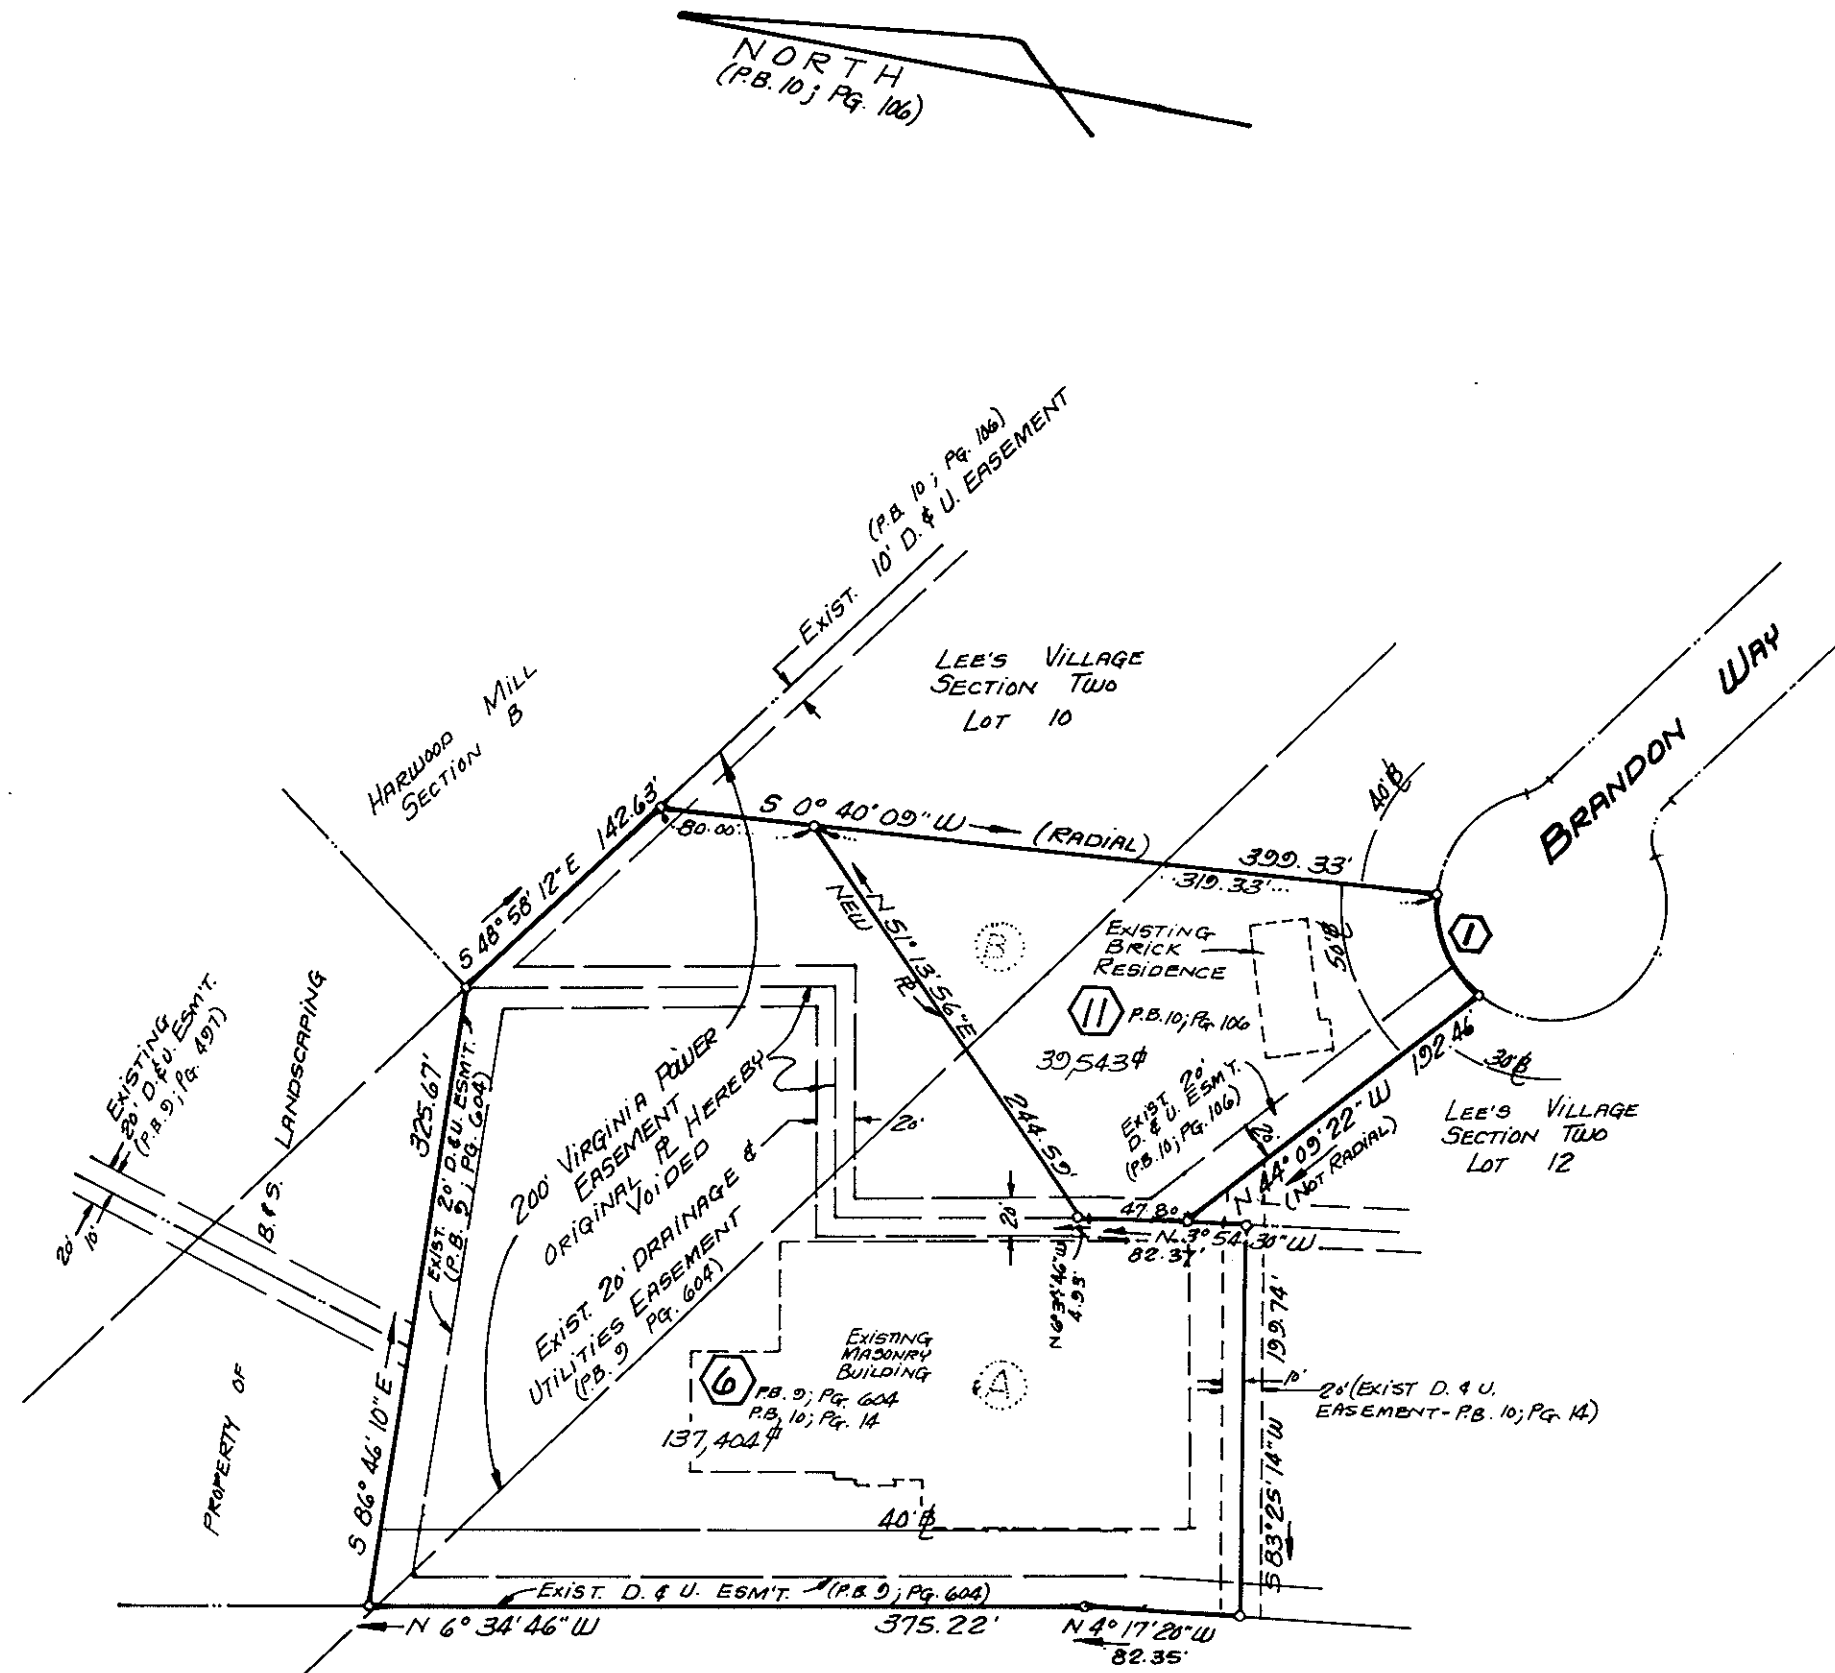 NORTH
(P.B. 10; PG. 106)
(P.B. 10; PG. 106)
EXIST. 10' D. & U. EASEMENT
LEE'S VILLAGE
SECTION TWO
LOT 10
BRANDON WAY
HARWOOD MILL
SECTION B
40' B
S 48° 58' 12" E 142.63'
80.00'
S 0° 40' 09" W (RADIAL)
399.33'
319.33'
NEW
N 51° 13' 56" E
244.59'
B
EXISTING
BRICK
RESIDENCE
50' B
1
11
P.B. 10; PG. 106
39,543
EXISTING
20' D. & U. ESM'T.
(P.B. 9; PG. 497)
LANDSCAPING
B. & S.
PROPERTY OF
20'
10'
325.67'
S 86° 46' 10" E
EXIST. 20' D. & U. ESM'T.
(P.B. 9; PG. 604)
200' VIRGINIA POWER
EASEMENT
ORIGINAL PL HEREBY
VOIDED
EXIST. 20' DRAINAGE &
UTILITIES EASEMENT
(P.B. 9 PG. 604)
20'
20'
EXIST. 20'
D. & U. ESM'T.
(P.B. 10; PG. 106)
20'
192.46'
N 44° 09' 22" W
(NOT RADIAL)
30' B
LEE'S VILLAGE
SECTION TWO
LOT 12
47.80
N 3° 54' 30" W
82.37'
N 6° 34' 46" W
4.93'
EXISTING
MASONRY
BUILDING
A
6
P.B. 9; PG. 604
P.B. 10; PG. 14
137,404
199.74'
S 83° 25' 14" W
10'
20' (EXIST D. & U.
EASEMENT - P.B. 10; PG. 14)
40' B
EXIST. D. & U. ESM'T. (P.B. 9; PG. 604)
N 6° 34' 46" W
375.22'
N 4° 17' 20" W
82.35'